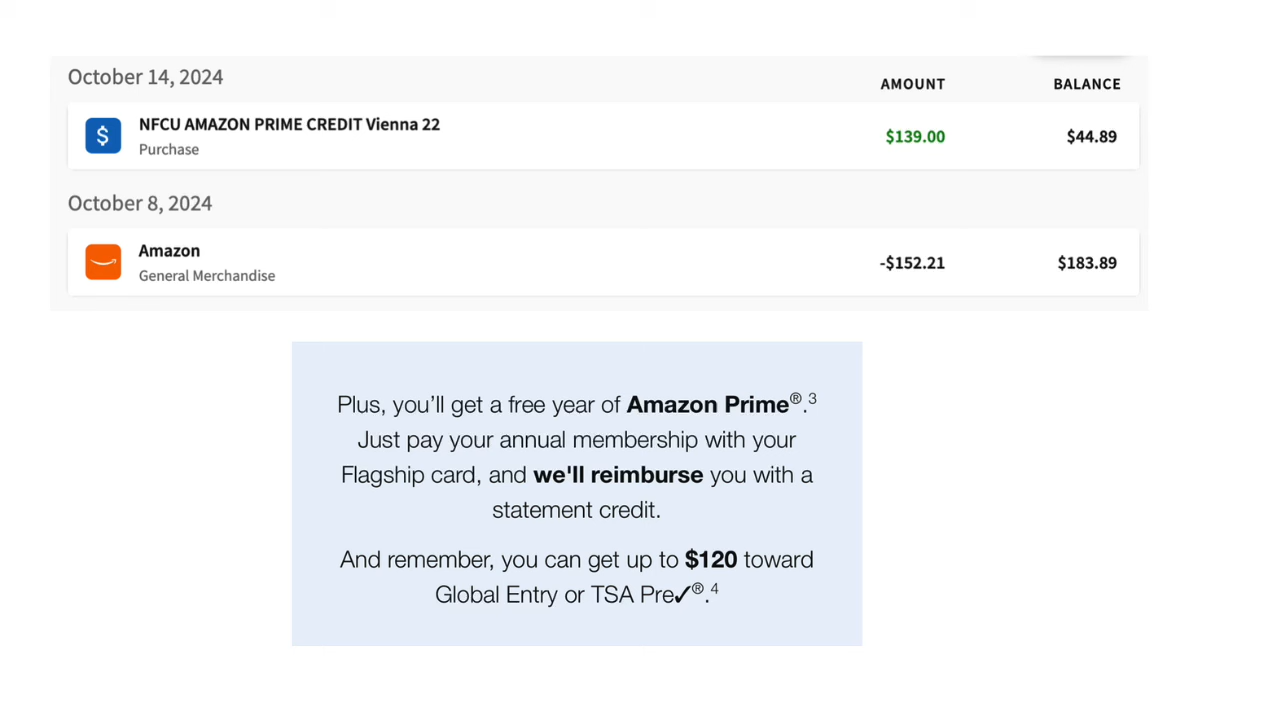 October 14, 2024
AMOUNT BALANCE
NFCU AMAZON PRIME CREDIT Vienna 22
Purchase
$139.00 $44.89
October 8, 2024
Amazon
General Merchandise
-$152.21 $183.89
Plus, you’ll get a free year of Amazon Prime®.³
Just pay your annual membership with your
Flagship card, and we'll reimburse you with a
statement credit.
And remember, you can get up to $120 toward
Global Entry or TSA Pre✓®.⁴